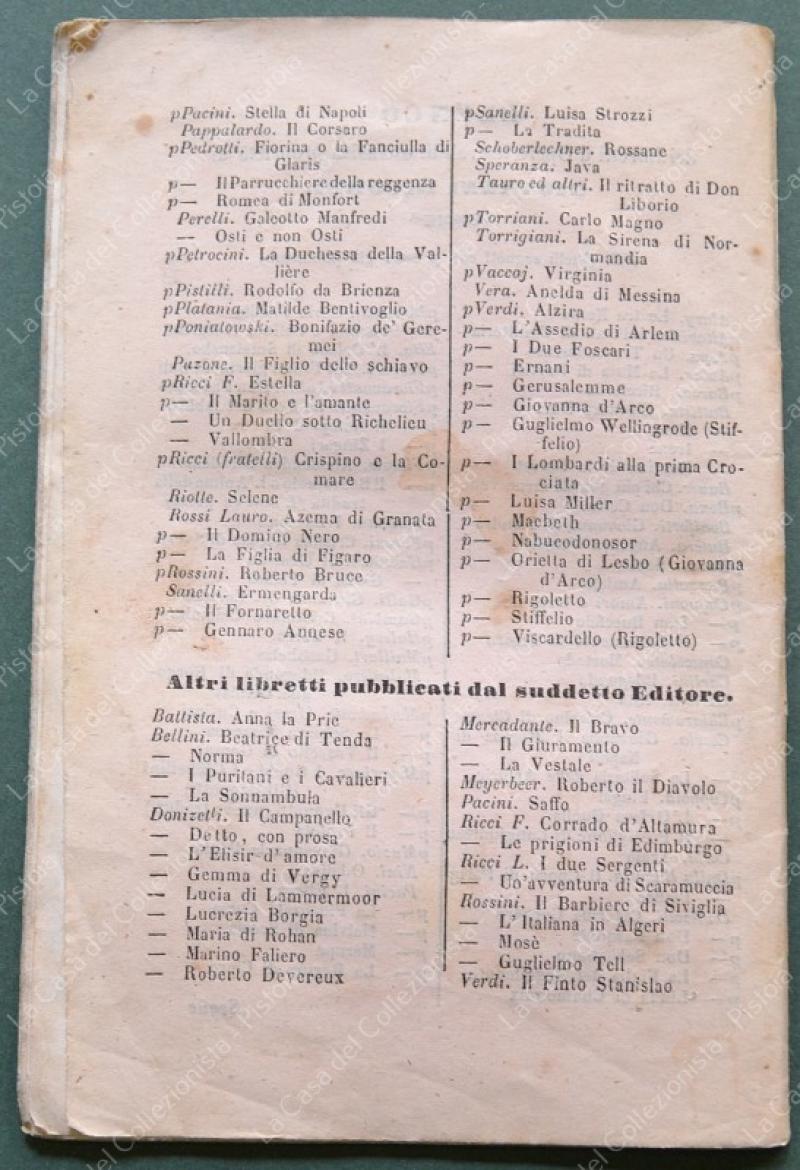 pPacini. Stella di Napoli
Pappalardo. Il Corsaro
pPedrotti. Fiorina o la Fanciulla di
Glaris
p— Il Parrucchiere della reggenza
p— Romea di Monfort
Perelli. Galeotto Manfredi
— Osti e non Osti
pPetrocini. La Duchessa della Val-
lière
pPistilli. Rodolfo da Brienza
pPlatania. Matilde Bentivoglio
pPoniatowski. Bonifazio de' Gere-
mei
Puzone. Il Figlio dello schiavo
pRicci F. Estella
p— Il Marito e l'amante
— Un Duello sotto Richelieu
— Vallombra
pRicci (fratelli) Crispino e la Co-
mare
Riotte. Selene
Rossi Lauro. Azema di Granata
p— Il Domino Nero
p— La Figlia di Figaro
pRossini. Roberto Bruce
Sanelli. Ermengarda
p— Il Fornaretto
p— Gennaro Annese
pSanelli. Luisa Strozzi
p— La Tradita
Schoberlechner. Rossane
Speranza. Java
Tauro ed altri. Il ritratto di Don
Liborio
pTorriani. Carlo Magno
Torrigiani. La Sirena di Nor-
mandia
pVaccaj. Virginia
Vera. Anelda di Messina
pVerdi. Alzira
p— L'Assedio di Arlem
p— I Due Foscari
p— Ernani
p— Gerusalemme
p— Giovanna d'Arco
p— Guglielmo Wellingrode (Stif-
felio)
p— I Lombardi alla prima Cro-
ciata
p— Luisa Miller
p— Macbeth
p— Nabucodonosor
p— Orietta di Lesbo (Giovanna
d'Arco)
p— Rigoletto
p— Stiffelio
p— Viscardello (Rigoletto)
Altri libretti pubblicati dal suddetto Editore.
Battista. Anna la Prie
Bellini. Beatrice di Tenda
— Norma
— I Puritani e i Cavalieri
— La Sonnambula
Donizetti. Il Campanello
— Detto, con prosa
— L'Elisir d'amore
— Gemma di Vergy
— Lucia di Lammermoor
— Lucrezia Borgia
— Maria di Rohan
— Marino Faliero
— Roberto Devereux
Mercadante. Il Bravo
— Il Giuramento
— La Vestale
Meyerbeer. Roberto il Diavolo
Pacini. Saffo
Ricci F. Corrado d'Altamura
— Le prigioni di Edimburgo
Ricci L. I due Sergenti
— Un'avventura di Scaramuccia
Rossini. Il Barbiere di Siviglia
— L'Italiana in Algeri
— Mosè
— Guglielmo Tell
Verdi. Il Finto Stanislao
La Casa del Collezionista - Pistoia